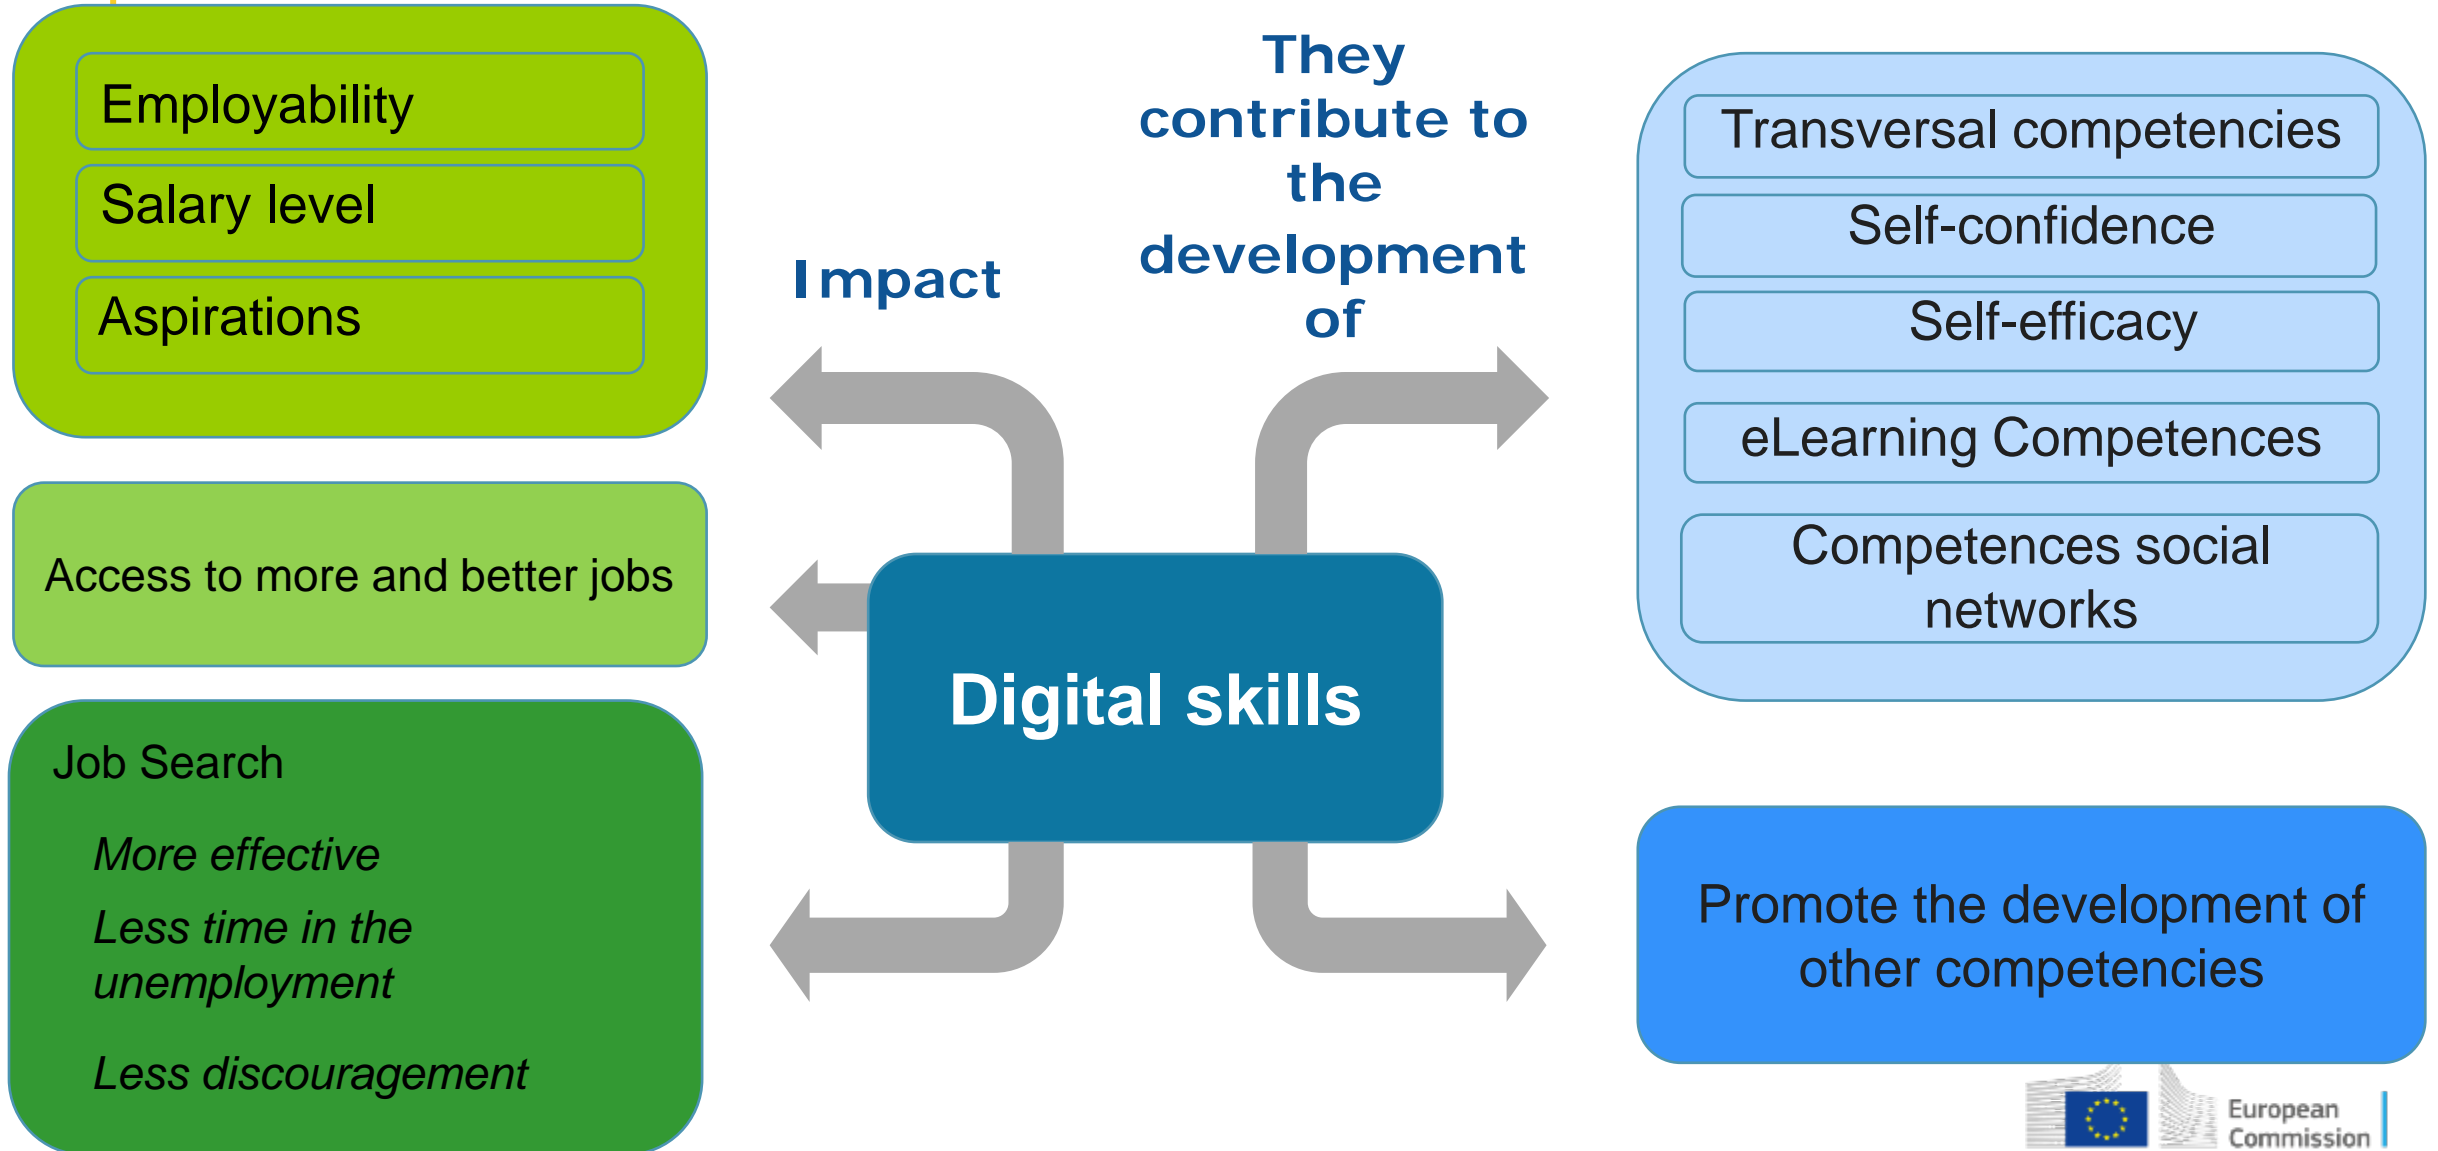 Employability
Salary level
Aspirations
Access to more and better jobs
Job Search
More effective
Less time in the
unemployment
Less discouragement
Impact
They
contribute to
the
development
of
Digital skills
Transversal competencies
Self-confidence
Self-efficacy
eLearning Competences
Competences social
networks
Promote the development of
other competencies
European
Commission